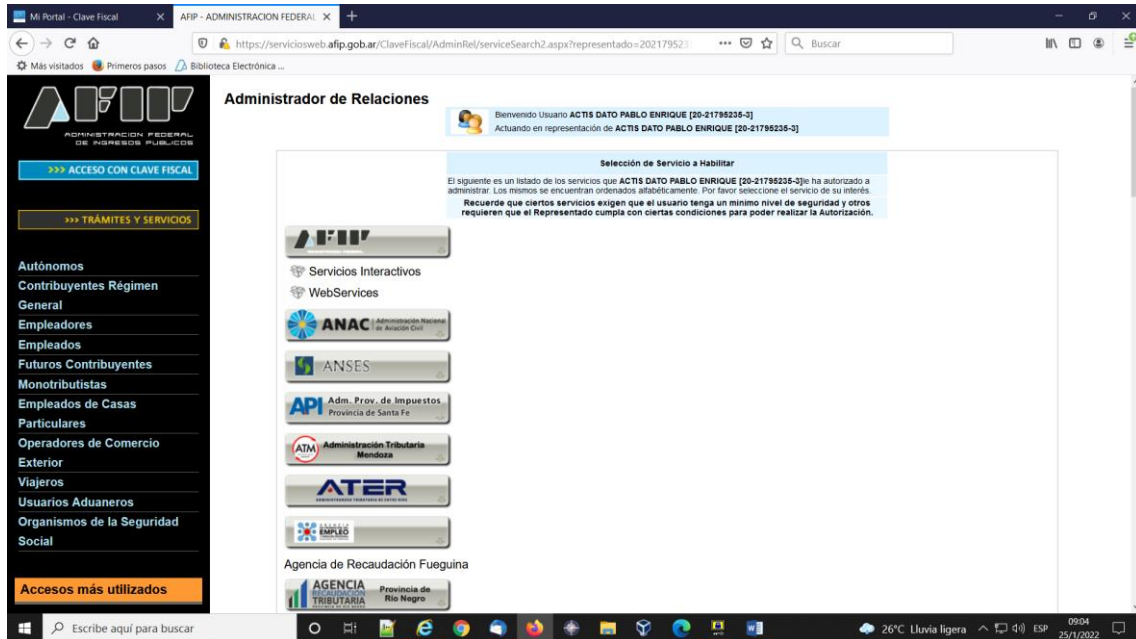 Mi Portal - Clave Fiscal
AFIP - ADMINISTRACION FEDERAL
https://serviciosweb.afip.gob.ar/ClaveFiscal/AdminRel/serviceSearch2.aspx?representado=202179523
Buscar
Más visitados Primeros pasos Biblioteca Electrónica ...
AFIP
ADMINISTRACION FEDERAL
DE INGRESOS PUBLICOS
>>> ACCESO CON CLAVE FISCAL
>>> TRÁMITES Y SERVICIOS
Autónomos
Contribuyentes Régimen
General
Empleadores
Empleados
Futuros Contribuyentes
Monotributistas
Empleados de Casas
Particulares
Operadores de Comercio
Exterior
Viajeros
Usuarios Aduaneros
Organismos de la Seguridad
Social
Accesos más utilizados
Administrador de Relaciones
Bienvenido Usuario ACTIS DATO PABLO ENRIQUE [20-21795235-3]
Actuando en representación de ACTIS DATO PABLO ENRIQUE [20-21795235-3]
Selección de Servicio a Habilitar
El siguiente es un listado de los servicios que ACTIS DATO PABLO ENRIQUE [20-21795235-3]le ha autorizado a
administrar. Los mismos se encuentran ordenados alfabéticamente. Por favor seleccione el servicio de su interés.
Recuerde que ciertos servicios exigen que el usuario tenga un mínimo nivel de seguridad y otros
requieren que el Representado cumpla con ciertas condiciones para poder realizar la Autorización.
AFIP
Servicios Interactivos
WebServices
ANAC Administración Nacional
de Aviación Civil
ANSES
API Adm. Prov. de Impuestos
Provincia de Santa Fe
ATM Administración Tributaria
Mendoza
ATER
EMPLEO
Agencia de Recaudación Fueguina
AGENCIA
RECAUDACIÓN
TRIBUTARIA
Provincia de
Río Negro
Escribe aquí para buscar
26°C Lluvia ligera
ESP
09:04
25/1/2022